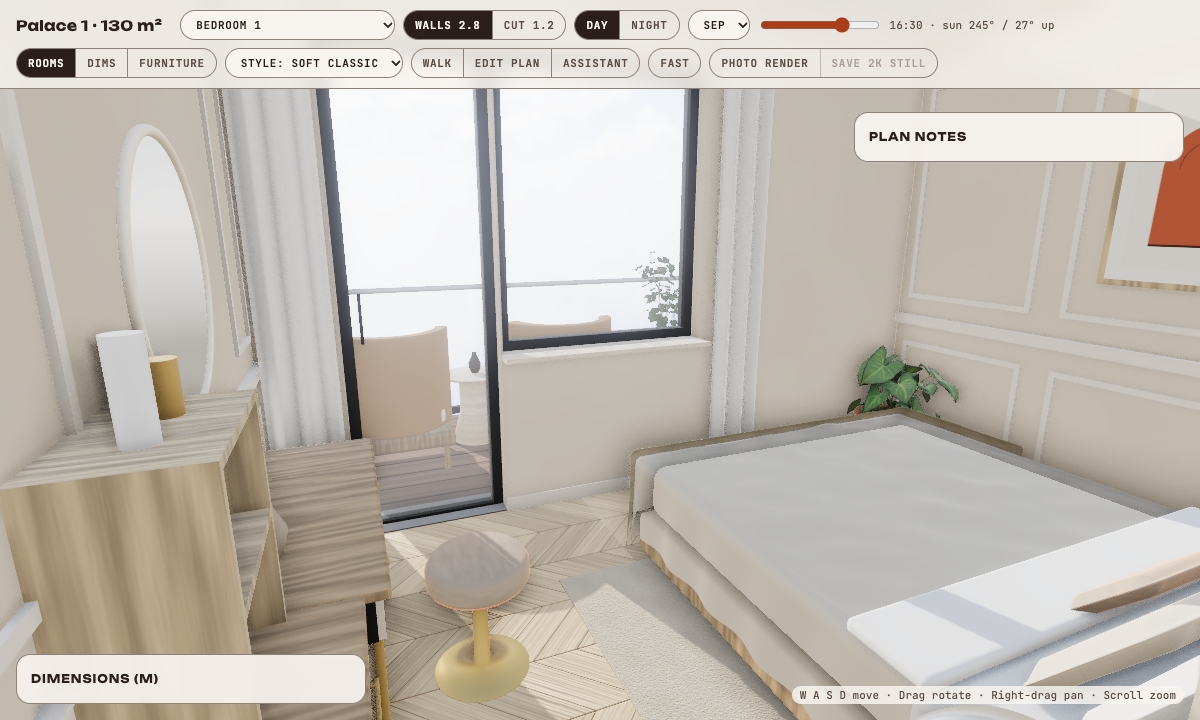 Palace 1 · 130 m²
BEDROOM 1
WALLS 2.8
CUT 1.2
DAY
NIGHT
SEP
16:30 · sun 245° / 27° up
ROOMS
DIMS
FURNITURE
STYLE: SOFT CLASSIC
WALK
EDIT PLAN
ASSISTANT
FAST
PHOTO RENDER
SAVE 2K STILL
PLAN NOTES
DIMENSIONS (M)
W A S D move · Drag rotate · Right-drag pan · Scroll zoom